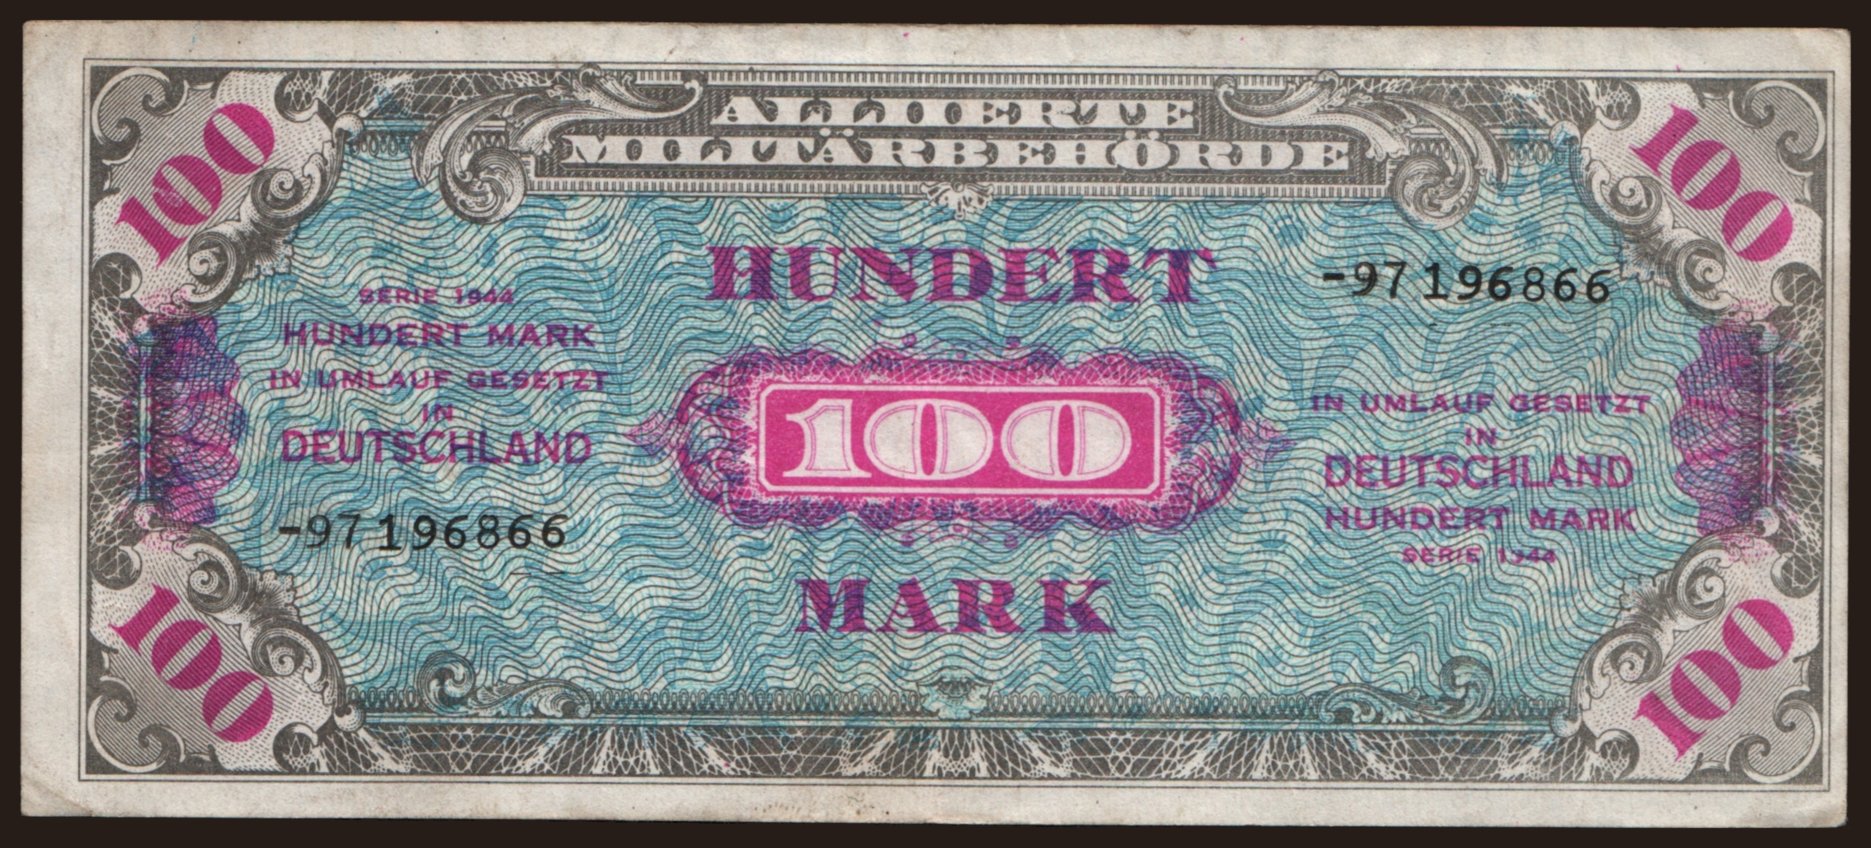 100
ALLIIERTE
MILITÄRBEHÖRDE
100
HUNDERT
-97196866
SERIE 1944
HUNDERT MARK
IN UMLAUF GESETZT
IN
DEUTSCHLAND
-97196866
100
IN UMLAUF GESETZT
IN
DEUTSCHLAND
HUNDERT MARK
SERIE 1944
MARK
100
100